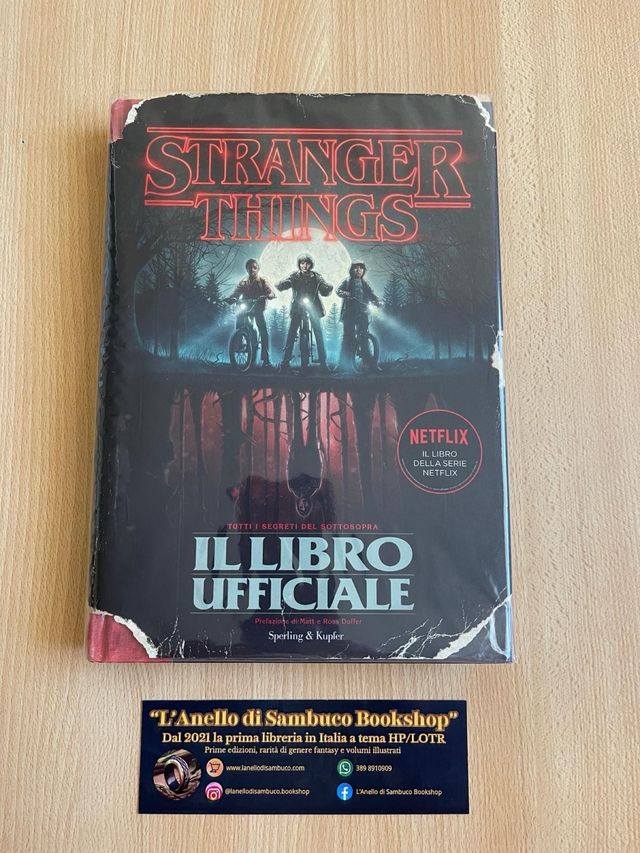 STRANGER
THINGS
NETFLIX
IL LIBRO
DELLA SERIE
NETFLIX
TUTTI I SEGRETI DEL SOTTOSOPRA
IL LIBRO
UFFICIALE
Prefazione di Matt e Ross Duffer
Sperling & Kupfer
"L'Anello di Sambuco Bookshop"
Dal 2021 la prima libreria in Italia a tema HP/LOTR
Prime edizioni, rarità di genere fantasy e volumi illustrati
www.lanellodisambuco.com
389 8910909
@lanellodisambuco.bookshop
L'Anello di Sambuco Bookshop